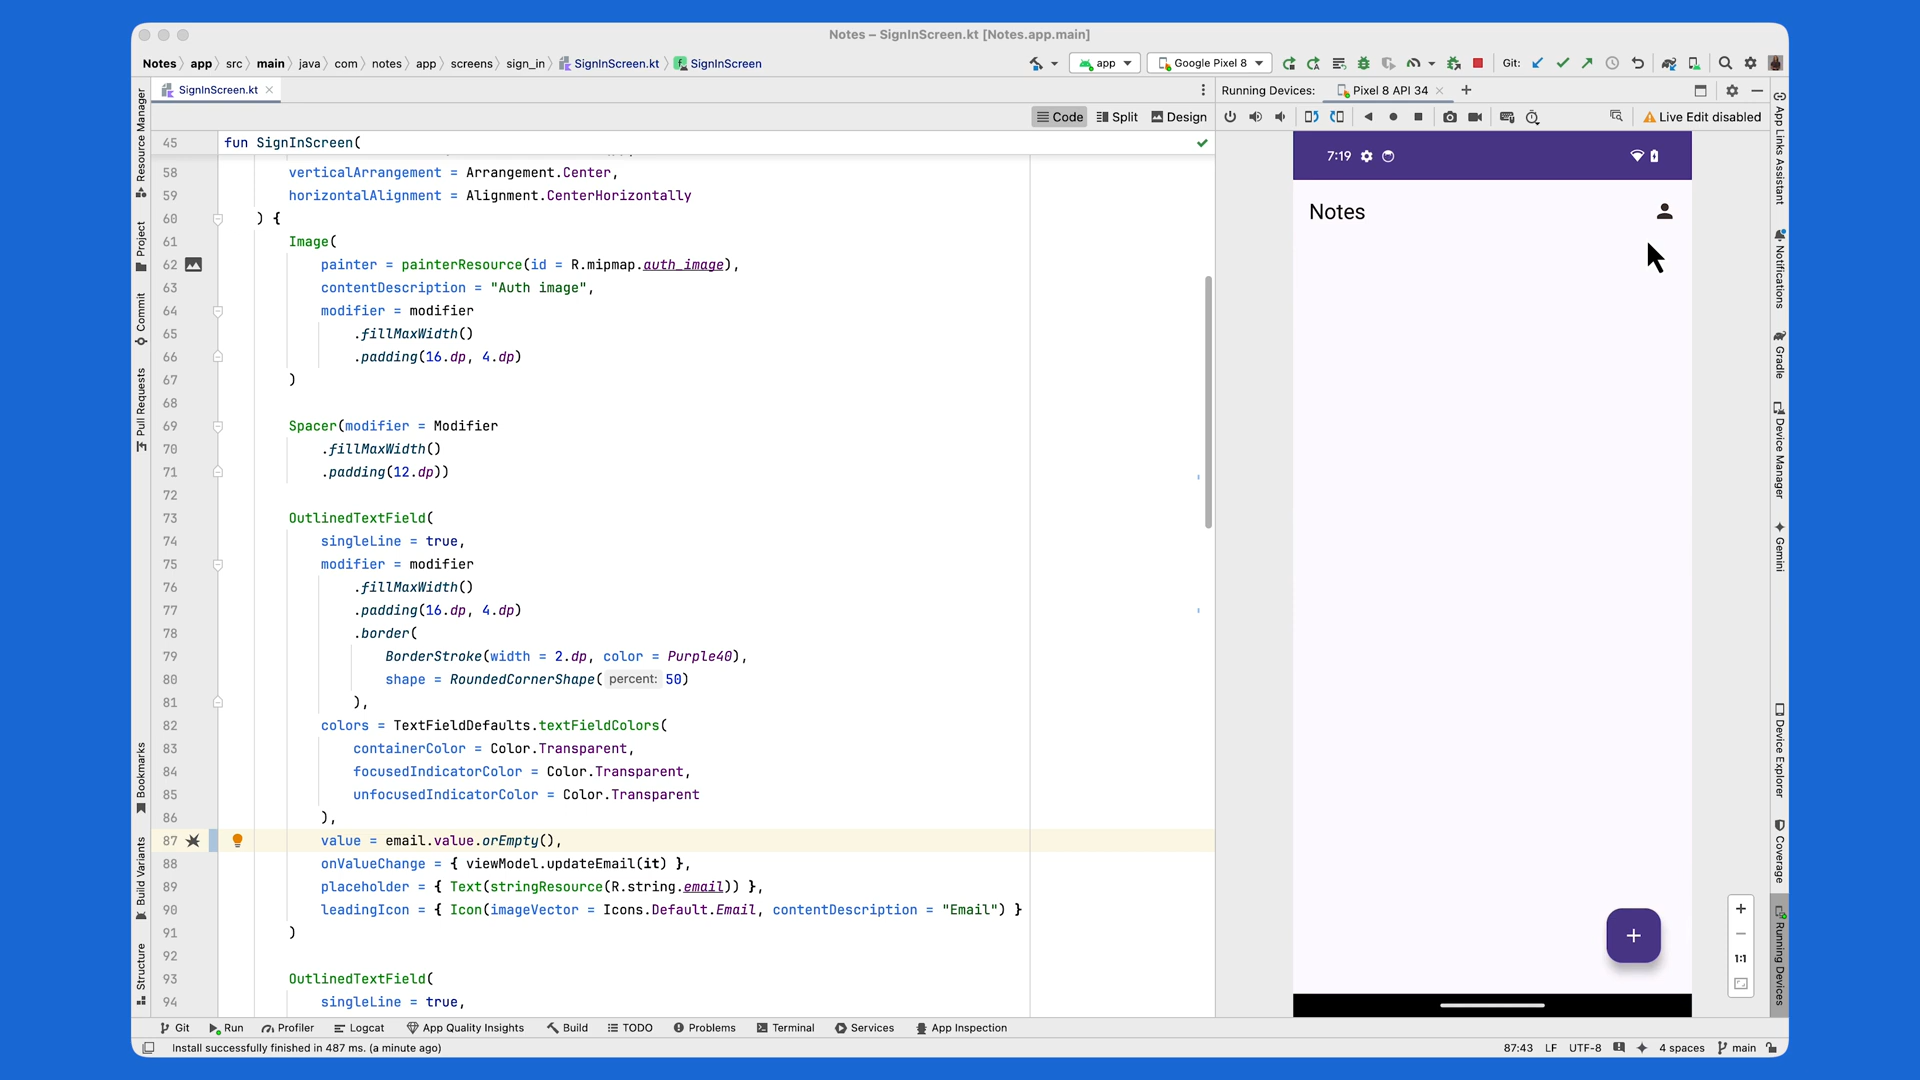 Notes – SignInScreen.kt [Notes.app.main]
Notes app src main java com notes app screens sign_in SignInScreen.kt SignInScreen
app Google Pixel 8 Git:
SignInScreen.kt
Running Devices: Pixel 8 API 34
Code Split Design
Live Edit disabled
45 fun SignInScreen(
58 verticalArrangement = Arrangement.Center,
59 horizontalAlignment = Alignment.CenterHorizontally
60 ) {
61 Image(
62 painter = painterResource(id = R.mipmap.auth_image),
63 contentDescription = "Auth image",
64 modifier = modifier
65 .fillMaxWidth()
66 .padding(16.dp, 4.dp)
67 )
68
69 Spacer(modifier = Modifier
70 .fillMaxWidth()
71 .padding(12.dp))
72
73 OutlinedTextField(
74 singleLine = true,
75 modifier = modifier
76 .fillMaxWidth()
77 .padding(16.dp, 4.dp)
78 .border(
79 BorderStroke(width = 2.dp, color = Purple40),
80 shape = RoundedCornerShape( percent: 50)
81 ),
82 colors = TextFieldDefaults.textFieldColors(
83 containerColor = Color.Transparent,
84 focusedIndicatorColor = Color.Transparent,
85 unfocusedIndicatorColor = Color.Transparent
86 ),
87 value = email.value.orEmpty(),
88 onValueChange = { viewModel.updateEmail(it) },
89 placeholder = { Text(stringResource(R.string.email)) },
90 leadingIcon = { Icon(imageVector = Icons.Default.Email, contentDescription = "Email") }
91 )
92
93 OutlinedTextField(
94 singleLine = true,
Resource Manager
Project
Commit
Pull Requests
Bookmarks
Build Variants
Structure
7:19
Notes
+
1:1
App Links Assistant
Notifications
Gradle
Device Manager
Gemini
Device Explorer
Coverage
Running Devices
Git Run Profiler Logcat App Quality Insights Build TODO Problems Terminal Services App Inspection
Install successfully finished in 487 ms. (a minute ago)
87:43 LF UTF-8 4 spaces main